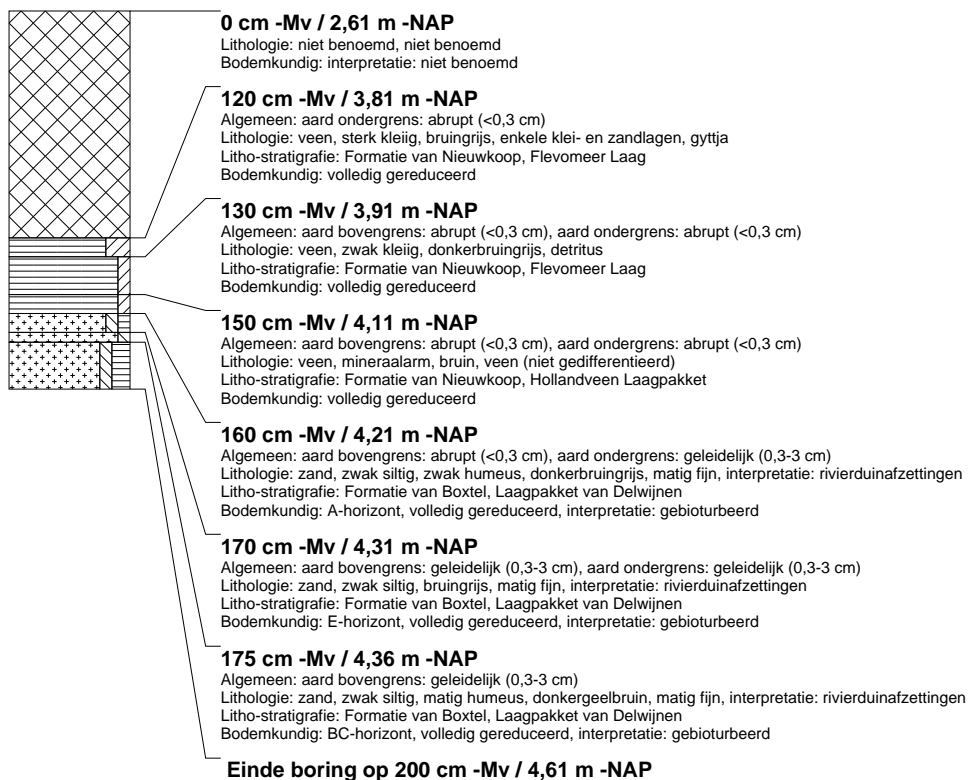 0 cm -Mv / 2,61 m -NAP
Lithologie: niet benoemd, niet benoemd
Bodemkundig: interpretatie: niet benoemd
120 cm -Mv / 3,81 m -NAP
Algemeen: aard ondergrens: abrupt (<0,3 cm)
Lithologie: veen, sterk kleiig, bruingrijs, enkele klei- en zandlagen, gyttja
Litho-stratigrafie: Formatie van Nieuwkoop, Flevomeer Laag
Bodemkundig: volledig gereduceerd
130 cm -Mv / 3,91 m -NAP
Algemeen: aard bovengrens: abrupt (<0,3 cm), aard ondergrens: abrupt (<0,3 cm)
Lithologie: veen, zwak kleiig, donkerbruingrijs, detritus
Litho-stratigrafie: Formatie van Nieuwkoop, Flevomeer Laag
Bodemkundig: volledig gereduceerd
150 cm -Mv / 4,11 m -NAP
Algemeen: aard bovengrens: abrupt (<0,3 cm), aard ondergrens: abrupt (<0,3 cm)
Lithologie: veen, mineraalarm, bruin, veen (niet gedifferentieerd)
Litho-stratigrafie: Formatie van Nieuwkoop, Hollandveen Laagpakket
Bodemkundig: volledig gereduceerd
160 cm -Mv / 4,21 m -NAP
Algemeen: aard bovengrens: abrupt (<0,3 cm), aard ondergrens: geleidelijk (0,3-3 cm)
Lithologie: zand, zwak siltig, zwak humeus, donkerbruingrijs, matig fijn, interpretatie: rivierduinafzettingen
Litho-stratigrafie: Formatie van Boxtel, Laagpakket van Delwijnen
Bodemkundig: A-horizont, volledig gereduceerd, interpretatie: gebioturbeerd
170 cm -Mv / 4,31 m -NAP
Algemeen: aard bovengrens: geleidelijk (0,3-3 cm), aard ondergrens: geleidelijk (0,3-3 cm)
Lithologie: zand, zwak siltig, bruingrijs, matig fijn, interpretatie: rivierduinafzettingen
Litho-stratigrafie: Formatie van Boxtel, Laagpakket van Delwijnen
Bodemkundig: E-horizont, volledig gereduceerd, interpretatie: gebioturbeerd
175 cm -Mv / 4,36 m -NAP
Algemeen: aard bovengrens: geleidelijk (0,3-3 cm)
Lithologie: zand, zwak siltig, matig humeus, donkergeelbruin, matig fijn, interpretatie: rivierduinafzettingen
Litho-stratigrafie: Formatie van Boxtel, Laagpakket van Delwijnen
Bodemkundig: BC-horizont, volledig gereduceerd, interpretatie: gebioturbeerd
Einde boring op 200 cm -Mv / 4,61 m -NAP